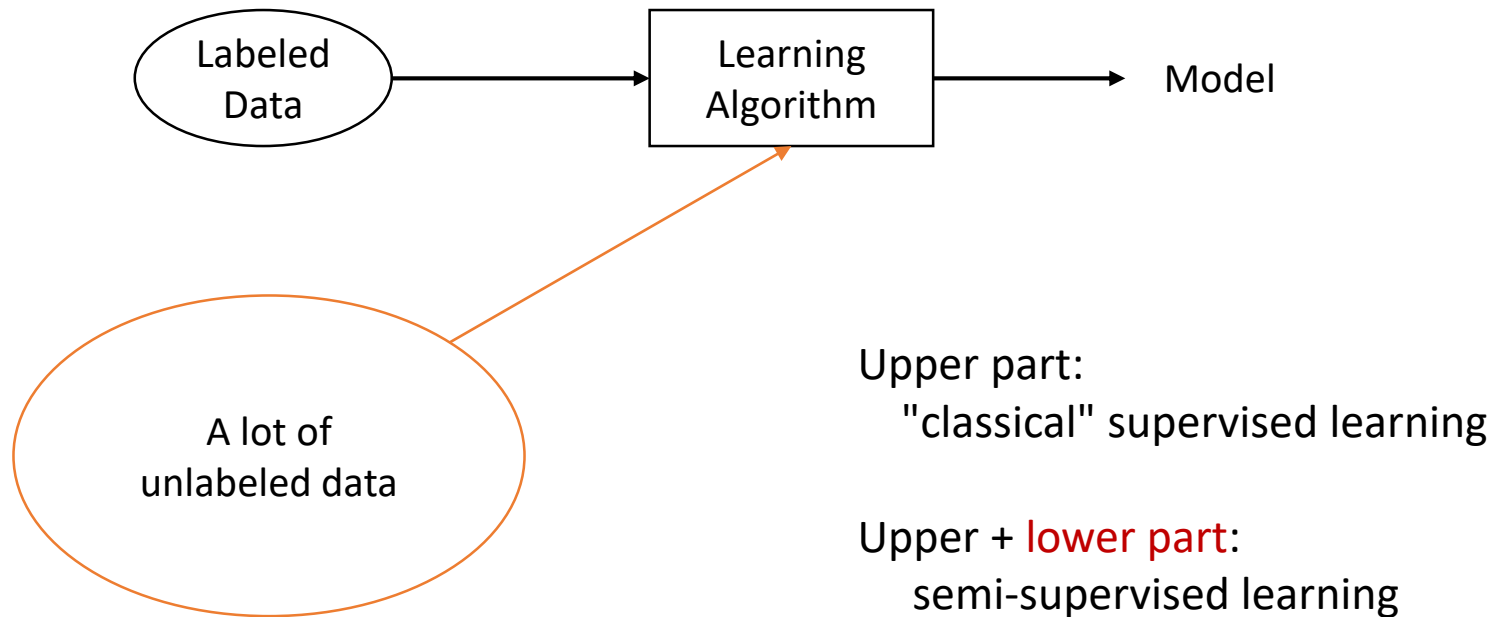 Labeled
Data
Learning
Algorithm
Model
A lot of
unlabeled data
Upper part:
"classical" supervised learning
Upper + lower part:
semi-supervised learning